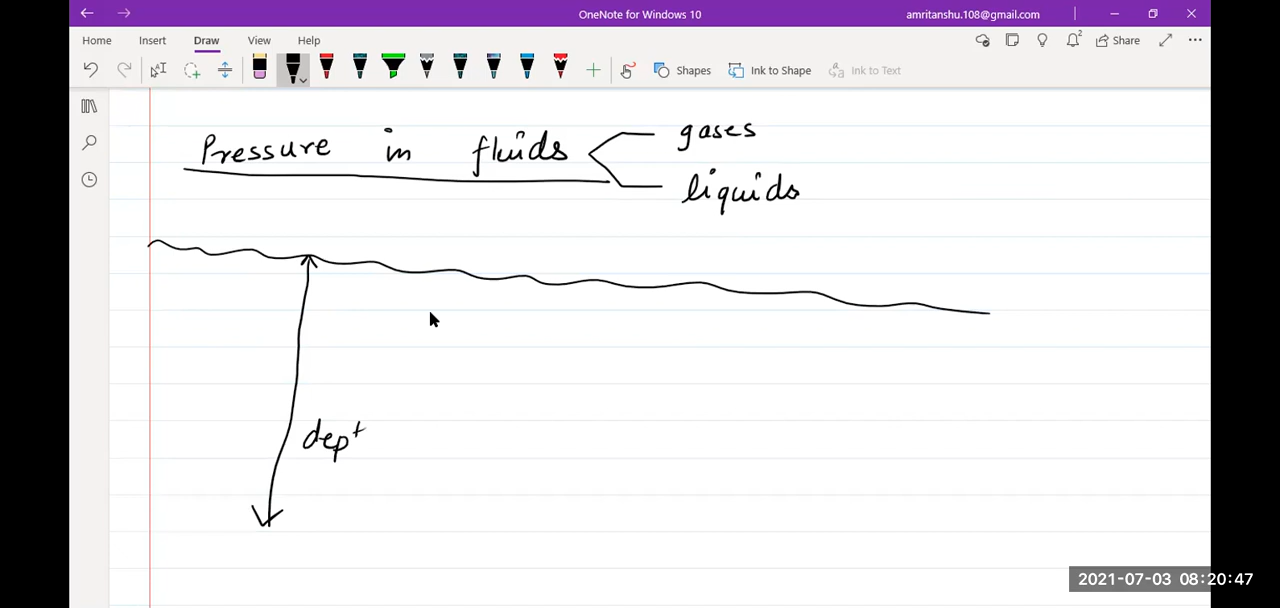 OneNote for Windows 10
amritanshu.108@gmail.com
Home Insert Draw View Help
2 Share
Shapes Ink to Shape Ink to Text
Pressure in fluids gases
liquids
dept
2021-07-03 08:20:47